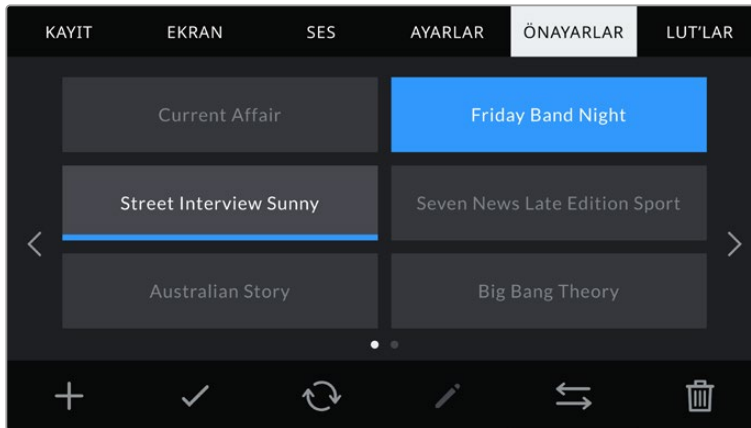 KAYIT EKRAN SES AYARLAR ÖNAYARLAR LUT'LAR
Current Affair Friday Band Night
Street Interview Sunny Seven News Late Edition Sport
Australian Story Big Bang Theory